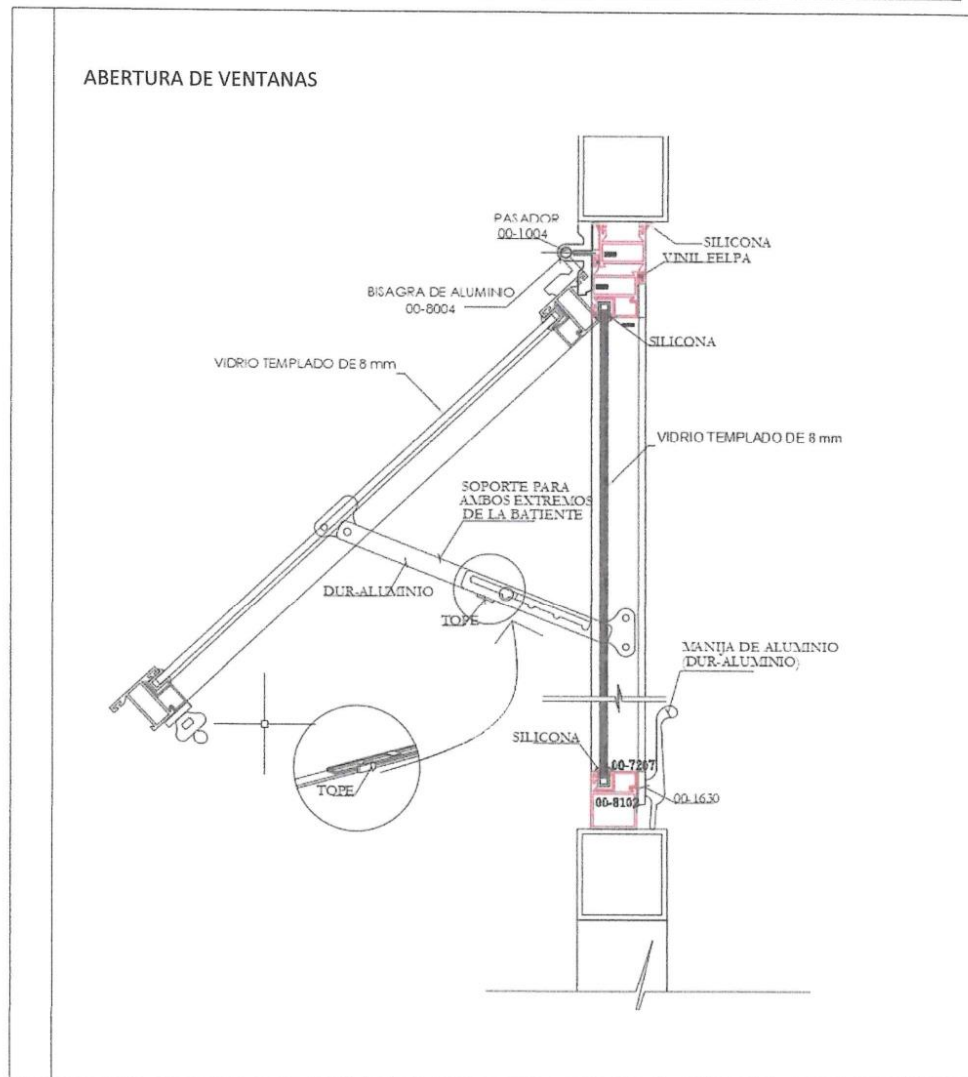 ABERTURA DE VENTANAS
PASADOR
00-1004
SILICONA
VINIL FELPA
BISAGRA DE ALUMINIO
00-8004
SILICONA
VIDRIO TEMPLADO DE 8 mm
VIDRIO TEMPLADO DE 8 mm
SOPORTE PARA
AMBOS EXTREMOS
DE LA BATIENTE
DUR-ALUMINIO
TOPE
MANIJA DE ALUMINIO
(DUR-ALUMINIO)
SILICONA
00-7207
TOPE
00-8102
00-1630